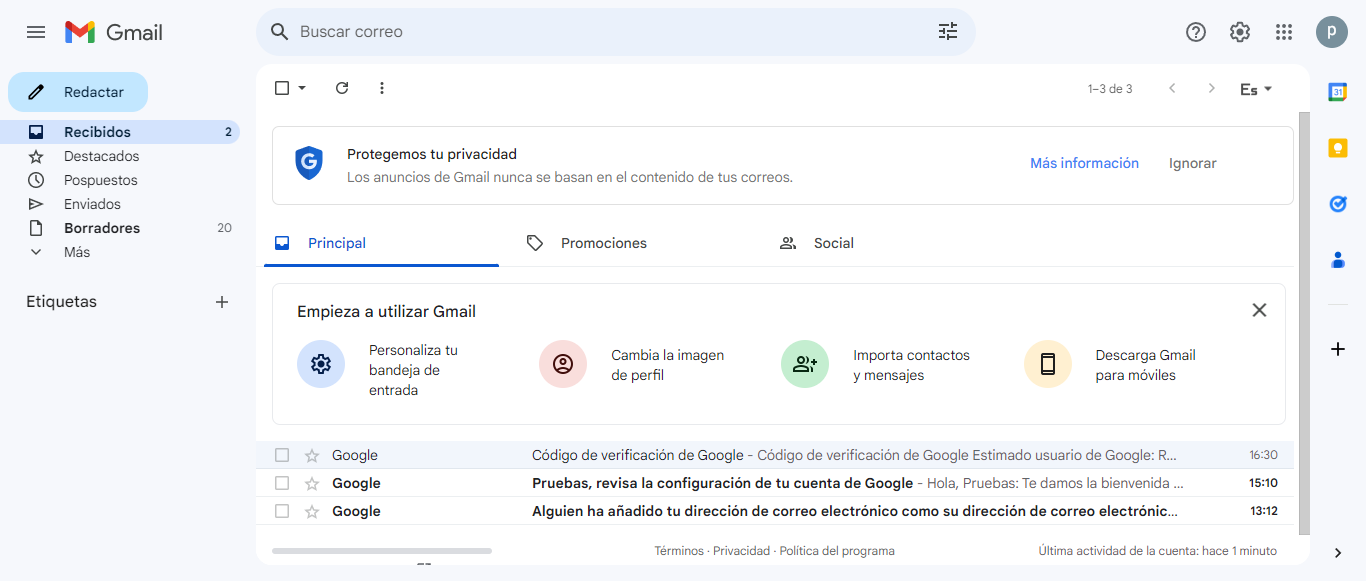 Gmail
Buscar correo
P
Redactar
1–3 de 3
Es
31
Recibidos 2
Destacados
Pospuestos
Enviados
Borradores 20
Más
Etiquetas
G
Protegemos tu privacidad
Los anuncios de Gmail nunca se basan en el contenido de tus correos.
Más información
Ignorar
Principal
Promociones
Social
Empieza a utilizar Gmail
Personaliza tu
bandeja de
entrada
Cambia la imagen
de perfil
Importa contactos
y mensajes
Descarga Gmail
para móviles
Google Código de verificación de Google - Código de verificación de Google Estimado usuario de Google: R... 16:30
Google Pruebas, revisa la configuración de tu cuenta de Google - Hola, Pruebas: Te damos la bienvenida ... 15:10
Google Alguien ha añadido tu dirección de correo electrónico como su dirección de correo electrónic... 13:12
Términos · Privacidad · Política del programa
Última actividad de la cuenta: hace 1 minuto